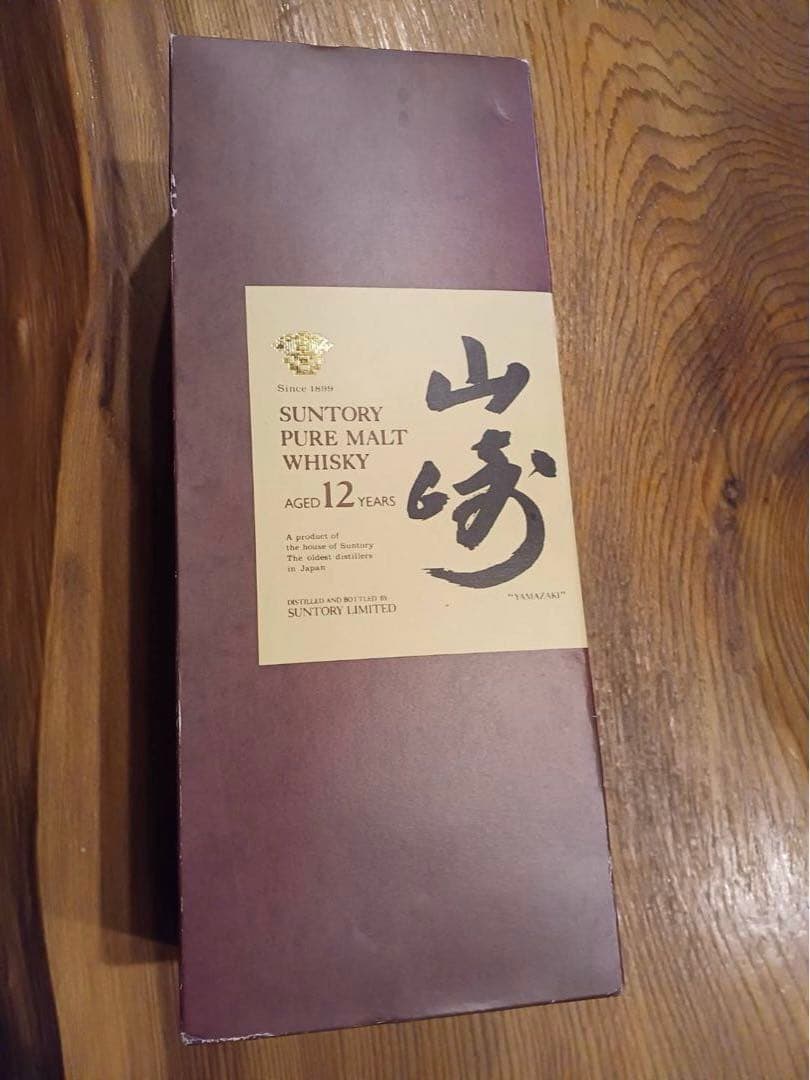 Since 1899
SUNTORY
PURE MALT
WHISKY
AGED 12 YEARS
A product of
the house of Suntory
The oldest distillers
in Japan
DISTILLED AND BOTTLED BY
SUNTORY LIMITED
山崎
"YAMAZAKI"